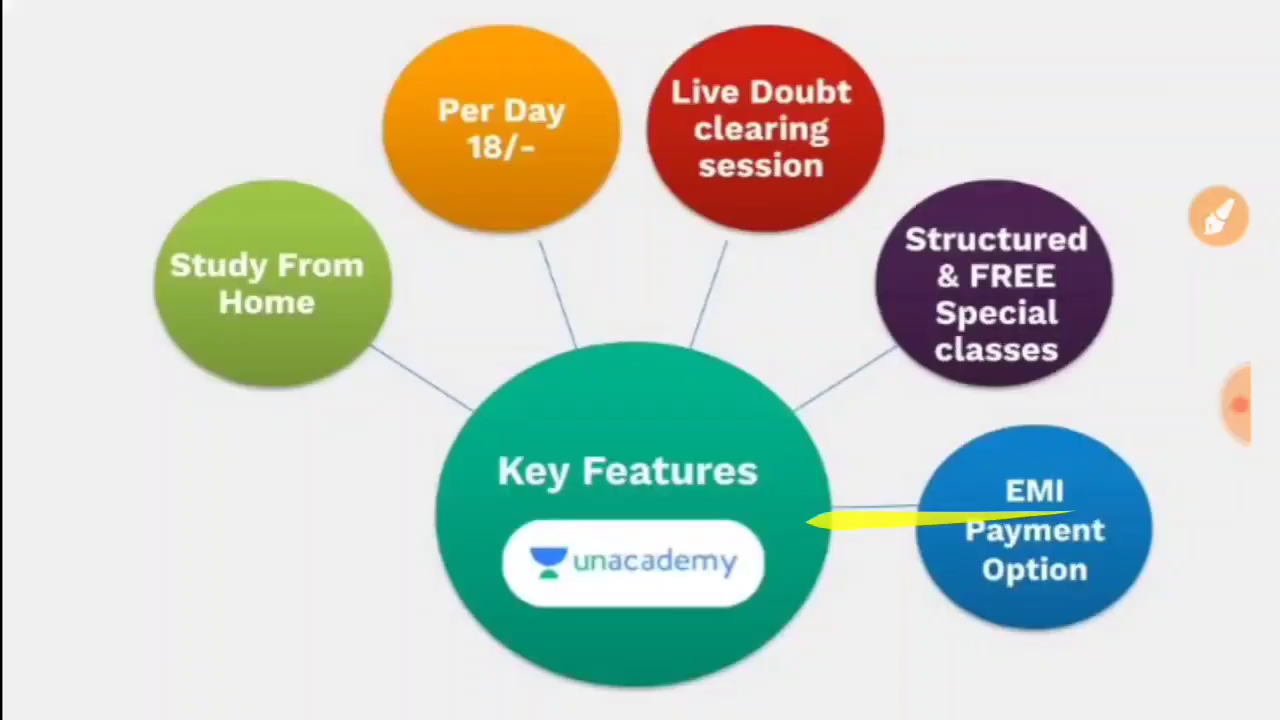 Per Day
18/-
Live Doubt
clearing
session
Study From
Home
Structured
& FREE
Special
classes
Key Features
unacademy
EMI
Payment
Option